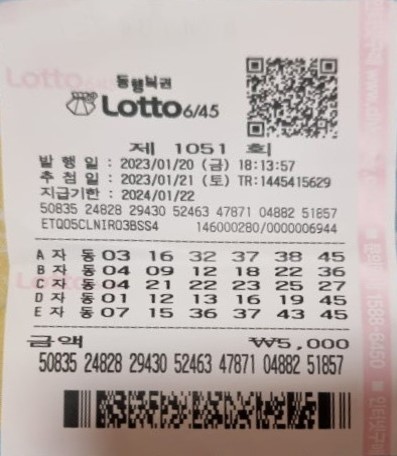 동행복권
Lotto 6/45
제 1051 회
발 행 일 : 2023/01/20 (금) 18:13:57
추 첨 일 : 2023/01/21 (토) TR:1445415629
지급기한 : 2024/01/22
50835 24828 29430 52463 47871 04882 51857
ETQ05CLNIR03BSS4 146000280/0000006944
A 자 동 03 16 32 37 38 45
B 자 동 04 09 12 18 22 36
C 자 동 04 21 22 23 25 27
D 자 동 01 12 13 16 19 45
E 자 동 07 15 36 37 43 45
금액 ₩5,000
50835 24828 29430 52463 47871 04882 51857